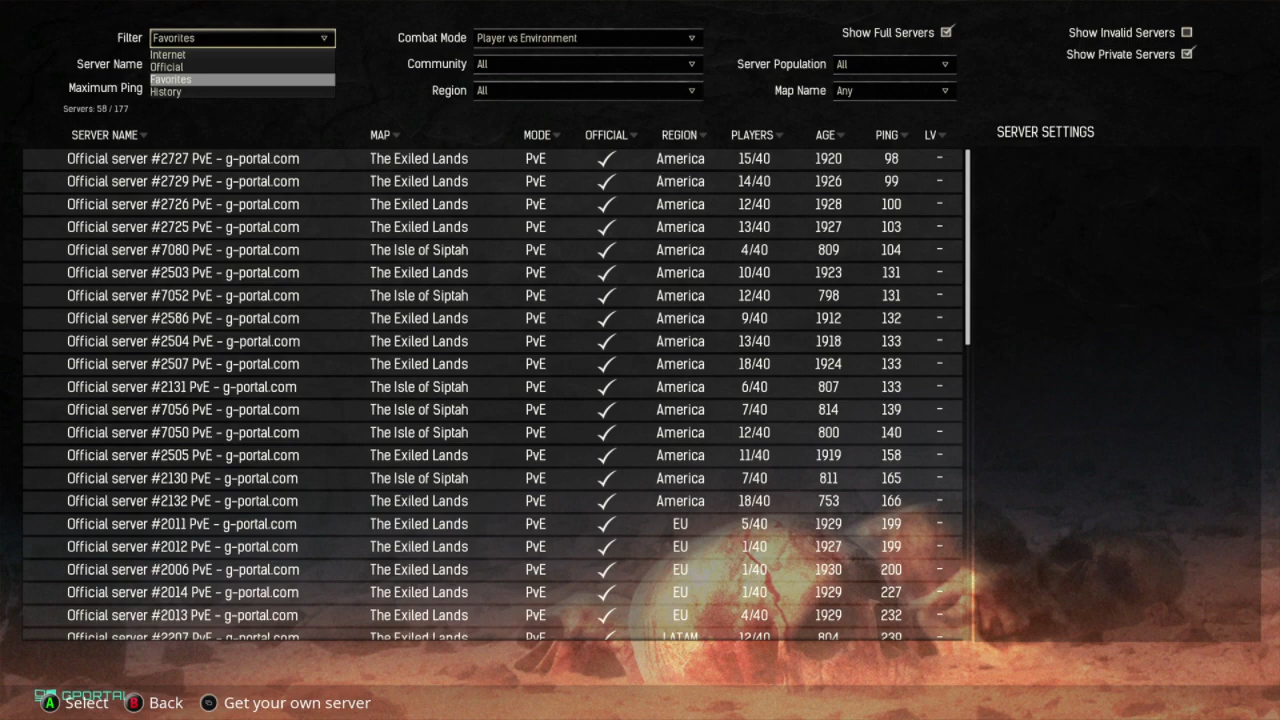 Filter Favorites
Internet
Official
Favorites
History
Server Name
Maximum Ping
Servers: 58 / 177
Combat Mode Player vs Environment
Community All
Region All
Show Full Servers
Server Population All
Map Name Any
Show Invalid Servers
Show Private Servers
SERVER NAME MAP MODE OFFICIAL REGION PLAYERS AGE PING LV
SERVER SETTINGS
Official server #2727 PvE - g-portal.com The Exiled Lands PvE America 15/40 1920 98 -
Official server #2729 PvE - g-portal.com The Exiled Lands PvE America 14/40 1926 99 -
Official server #2726 PvE - g-portal.com The Exiled Lands PvE America 12/40 1928 100 -
Official server #2725 PvE - g-portal.com The Exiled Lands PvE America 13/40 1927 103 -
Official server #7080 PvE - g-portal.com The Isle of Siptah PvE America 4/40 809 104 -
Official server #2503 PvE - g-portal.com The Exiled Lands PvE America 10/40 1923 131 -
Official server #7052 PvE - g-portal.com The Isle of Siptah PvE America 12/40 798 131 -
Official server #2586 PvE - g-portal.com The Exiled Lands PvE America 9/40 1912 132 -
Official server #2504 PvE - g-portal.com The Exiled Lands PvE America 13/40 1918 133 -
Official server #2507 PvE - g-portal.com The Exiled Lands PvE America 18/40 1924 133 -
Official server #2131 PvE - g-portal.com The Isle of Siptah PvE America 6/40 807 133 -
Official server #7056 PvE - g-portal.com The Isle of Siptah PvE America 7/40 814 139 -
Official server #7050 PvE - g-portal.com The Isle of Siptah PvE America 12/40 800 140 -
Official server #2505 PvE - g-portal.com The Exiled Lands PvE America 11/40 1919 158 -
Official server #2130 PvE - g-portal.com The Isle of Siptah PvE America 7/40 811 165 -
Official server #2132 PvE - g-portal.com The Exiled Lands PvE America 18/40 753 166 -
Official server #2011 PvE - g-portal.com The Exiled Lands PvE EU 5/40 1929 199 -
Official server #2012 PvE - g-portal.com The Exiled Lands PvE EU 1/40 1927 199 -
Official server #2006 PvE - g-portal.com The Exiled Lands PvE EU 1/40 1930 200 -
Official server #2014 PvE - g-portal.com The Exiled Lands PvE EU 1/40 1929 227 -
Official server #2013 PvE - g-portal.com The Exiled Lands PvE EU 4/40 1929 232 -
Official server #2207 PvE - g-portal.com The Exiled Lands PvE LATAM 12/40 804 239 -
GPORTAL
A Select B Back Get your own server